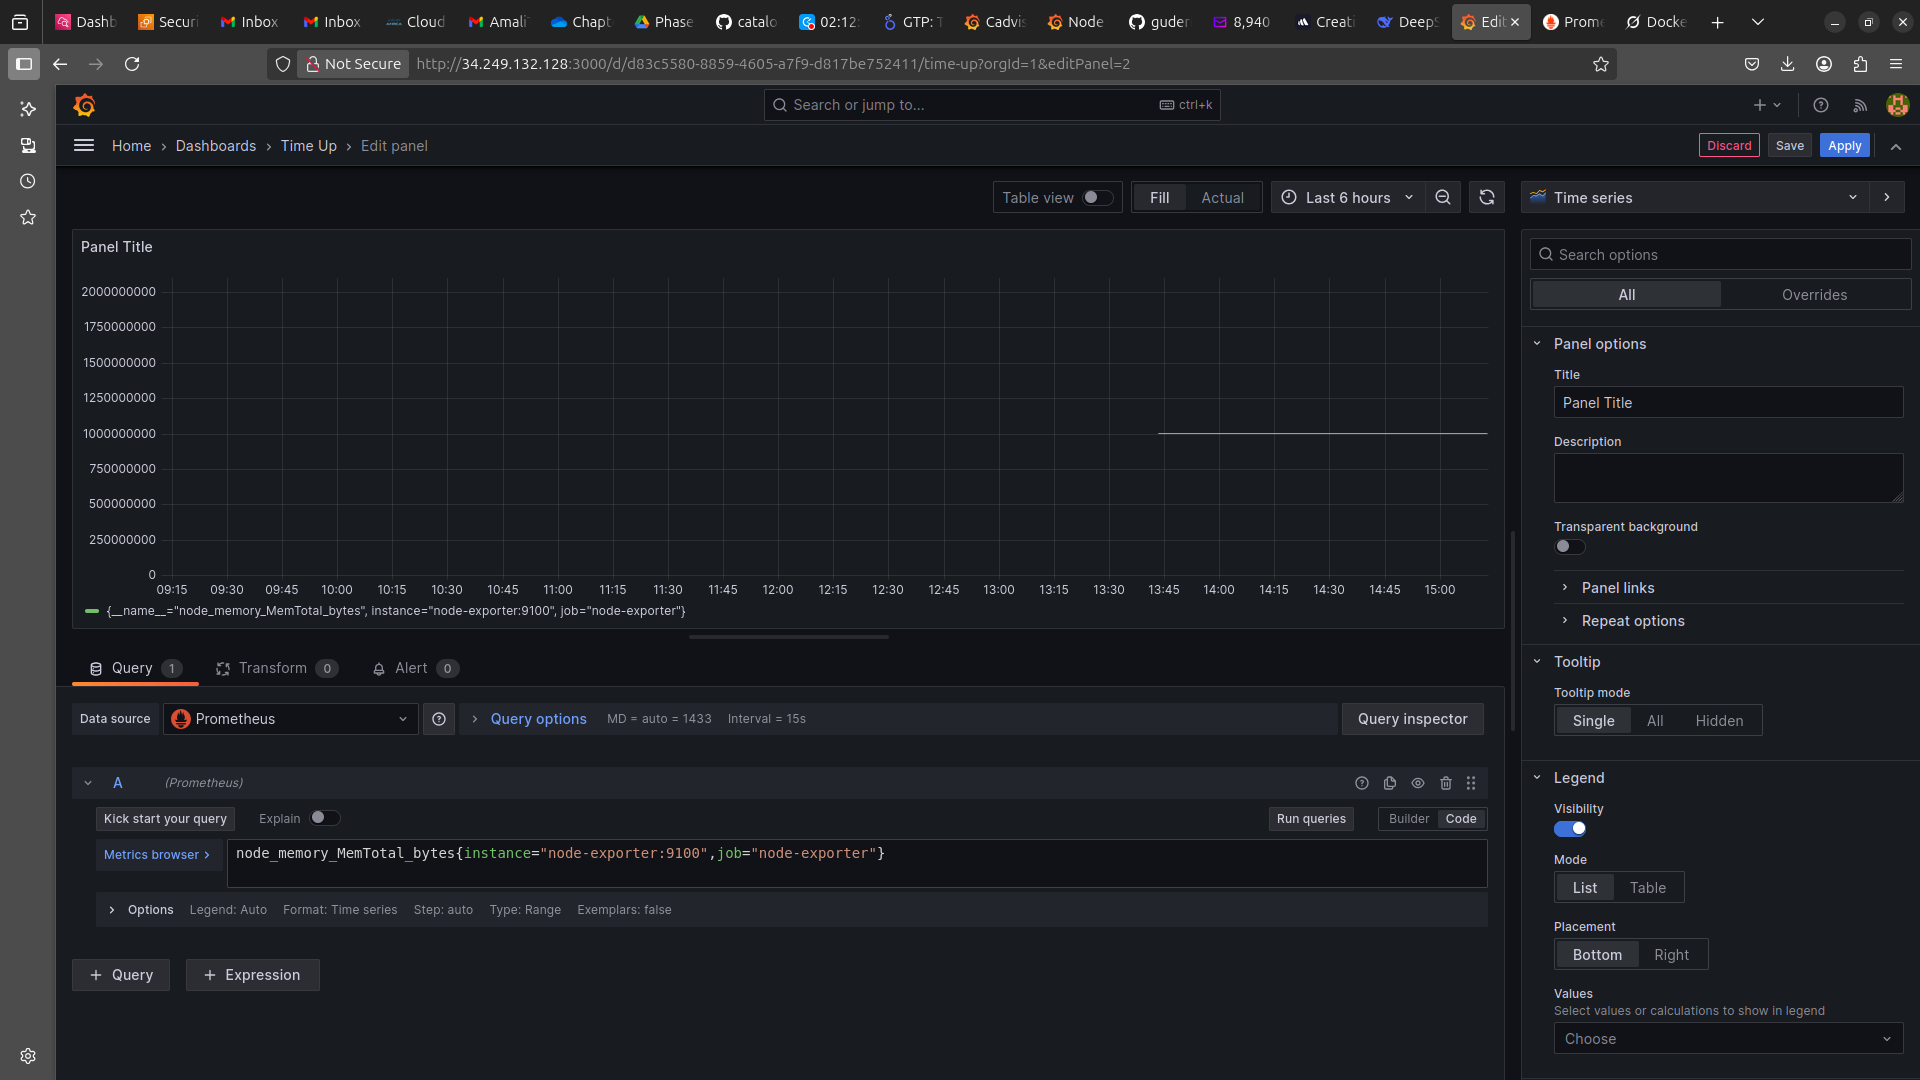 Dashb
Securi
Inbox
Inbox
Cloud
Amali
Chapt
Phase
catalo
02:12:
GTP: T
Cadvis
Node
guder
8,940
Creati
DeepS
Edit
Prome
Docke
Not Secure
http://34.249.132.128:3000/d/d83c5580-8859-4605-a7f9-d817be752411/time-up?orgId=1&editPanel=2
Search or jump to... ctrl+k
Home › Dashboards › Time Up › Edit panel
Discard Save Apply
Table view Fill Actual Last 6 hours Time series
Panel Title
2000000000
1750000000
1500000000
1250000000
1000000000
750000000
500000000
250000000
0
09:15 09:30 09:45 10:00 10:15 10:30 10:45 11:00 11:15 11:30 11:45 12:00 12:15 12:30 12:45 13:00 13:15 13:30 13:45 14:00 14:15 14:30 14:45 15:00
{__name__="node_memory_MemTotal_bytes", instance="node-exporter:9100", job="node-exporter"}
Query 1 Transform 0 Alert 0
Data source Prometheus Query options MD = auto = 1433 Interval = 15s Query inspector
A (Prometheus)
Kick start your query Explain Run queries Builder Code
Metrics browser node_memory_MemTotal_bytes{instance="node-exporter:9100",job="node-exporter"}
Options Legend: Auto Format: Time series Step: auto Type: Range Exemplars: false
+ Query + Expression
Search options
All Overrides
Panel options
Title
Panel Title
Description
Transparent background
Panel links
Repeat options
Tooltip
Tooltip mode
Single All Hidden
Legend
Visibility
Mode
List Table
Placement
Bottom Right
Values
Select values or calculations to show in legend
Choose